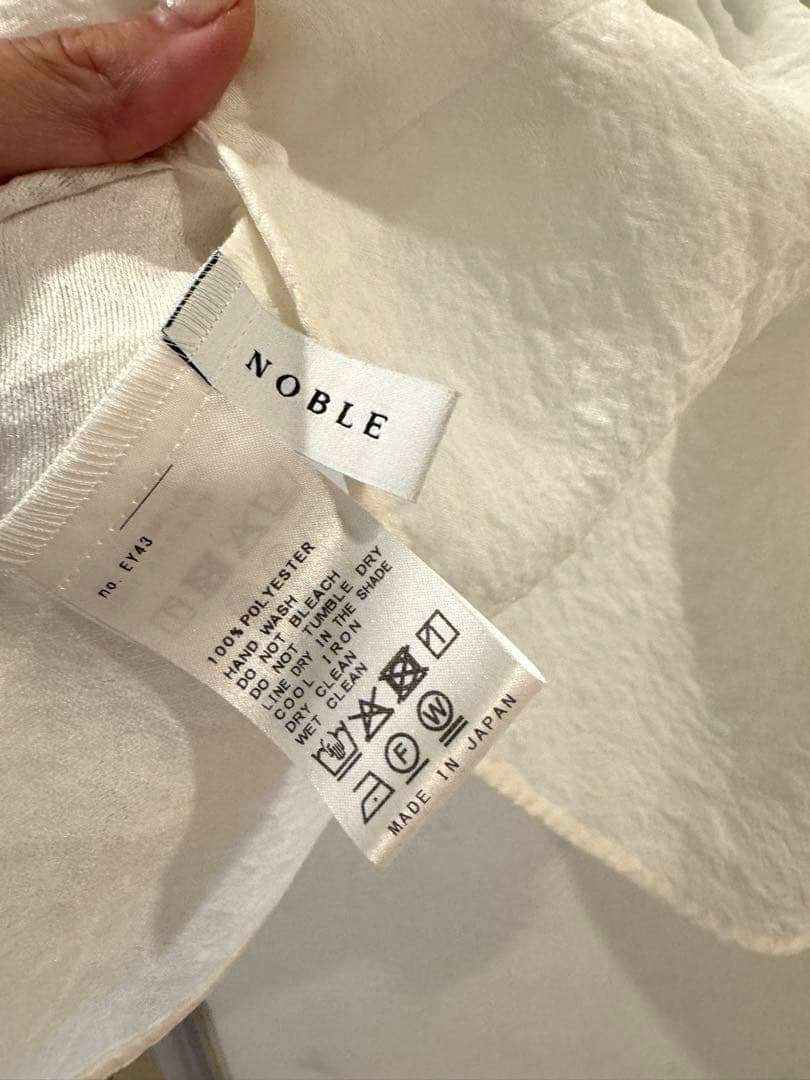 NOBLE
no. EY43
100% POLYESTER
HAND WASH
DO NOT BLEACH
DO NOT TUMBLE DRY
LINE DRY IN THE SHADE
COOL IRON
DRY CLEAN
WET CLEAN
F
W
MADE IN JAPAN